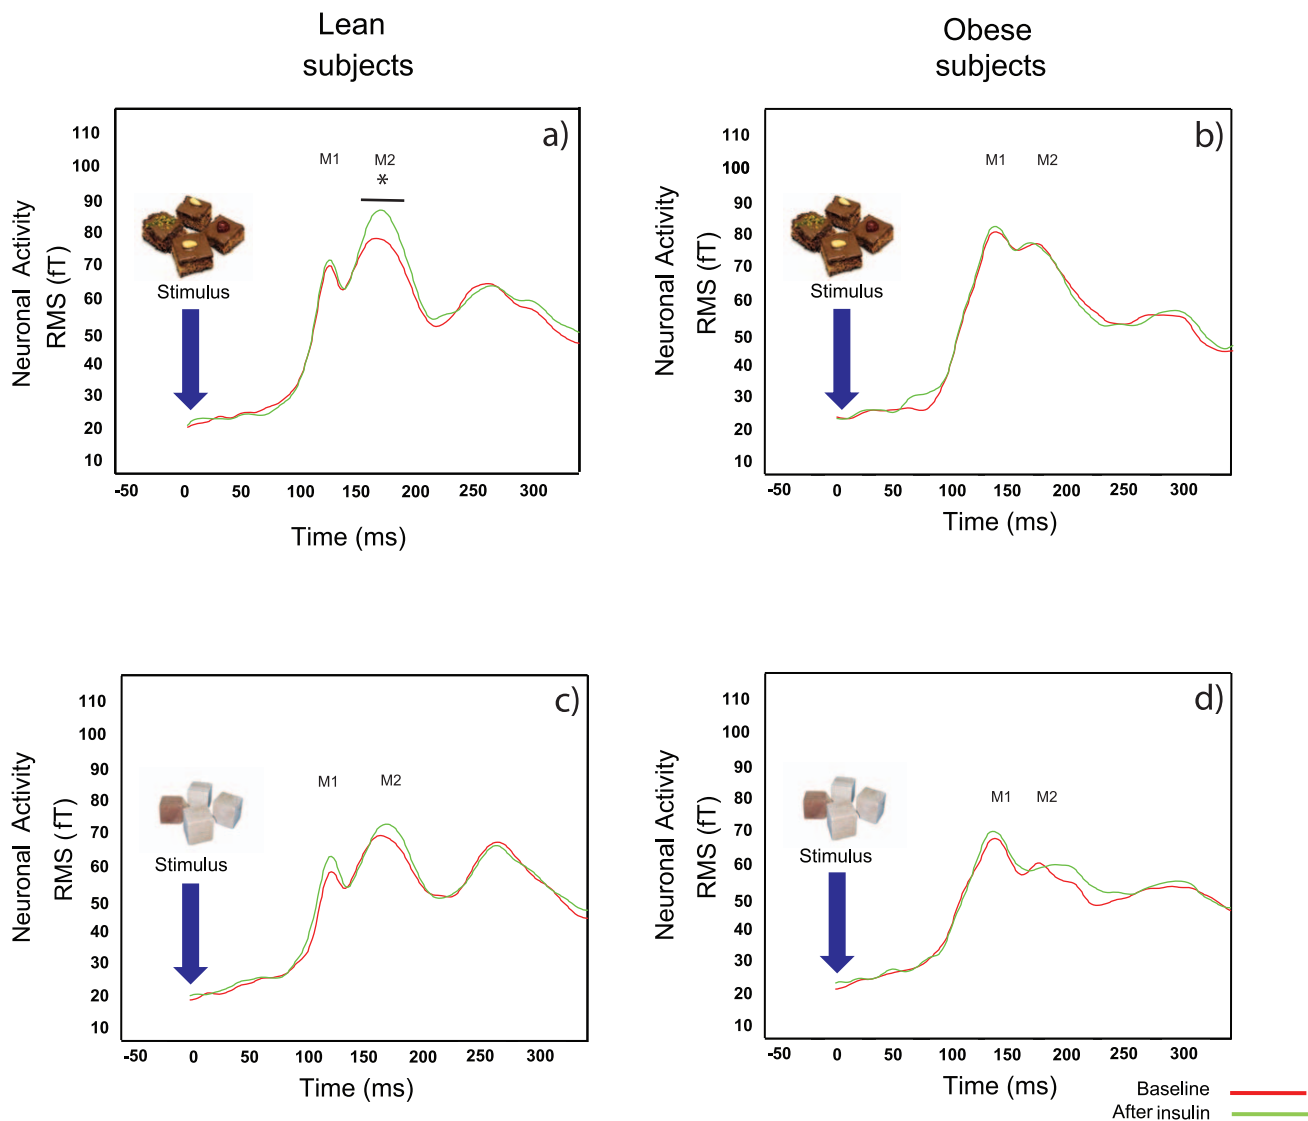 Lean
subjects
Obese
subjects
a)
110
100
90
80
70
60
50
40
30
20
10
Neuronal Activity
RMS (fT)
M1
M2
*
Stimulus
-50 0 50 100 150 200 250 300
Time (ms)
b)
110
100
90
80
70
60
50
40
30
20
10
Neuronal Activity
RMS (fT)
M1
M2
Stimulus
-50 0 50 100 150 200 250 300
Time (ms)
c)
110
100
90
80
70
60
50
40
30
20
10
Neuronal Activity
RMS (fT)
M1
M2
Stimulus
-50 0 50 100 150 200 250 300
Time (ms)
d)
110
100
90
80
70
60
50
40
30
20
10
Neuronal Activity
RMS (fT)
M1
M2
Stimulus
-50 0 50 100 150 200 250 300
Time (ms)
Baseline
After insulin